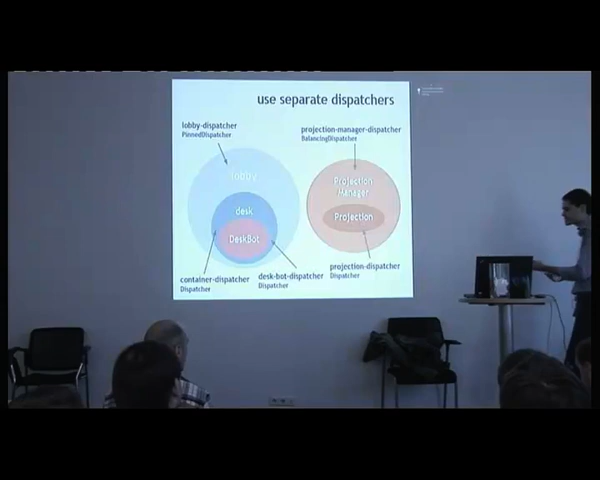 use separate dispatchers
lobby-dispatcher
PinnedDispatcher
projection-manager-dispatcher
BalancingDispatcher
lobby
Projection
Manager
desk
Projection
DeskBot
projection-dispatcher
Dispatcher
container-dispatcher
Dispatcher
desk-bot-dispatcher
Dispatcher